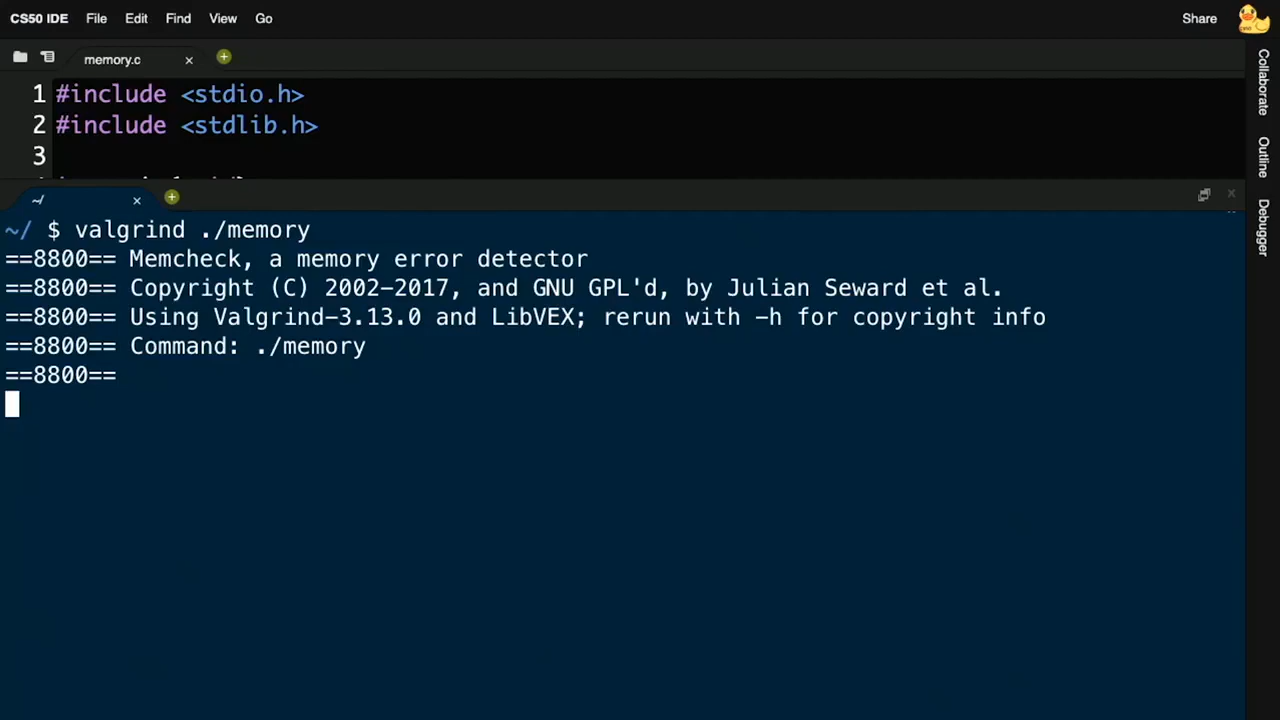 CS50 IDE File Edit Find View Go Share
memory.c
1 #include <stdio.h>
2 #include <stdlib.h>
3
~/
~/ $ valgrind ./memory
==8800== Memcheck, a memory error detector
==8800== Copyright (C) 2002-2017, and GNU GPL'd, by Julian Seward et al.
==8800== Using Valgrind-3.13.0 and LibVEX; rerun with -h for copyright info
==8800== Command: ./memory
==8800==
Collaborate
Outline
Debugger